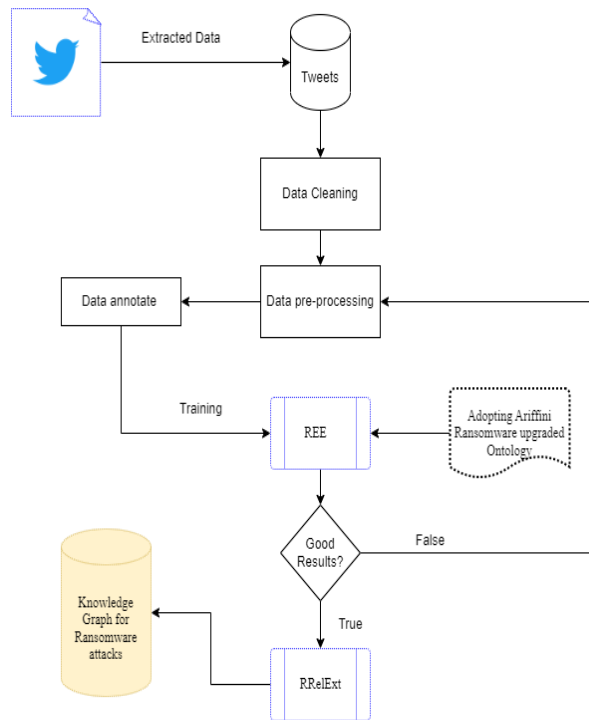 Extracted Data
Tweets
Data Cleaning
Data pre-processing
Data annotate
Training
REE
Adopting Ariffini
Ransomware upgraded
Ontology
Good
Results?
False
True
Knowledge
Graph for
Ransomware
attacks
RRelExt